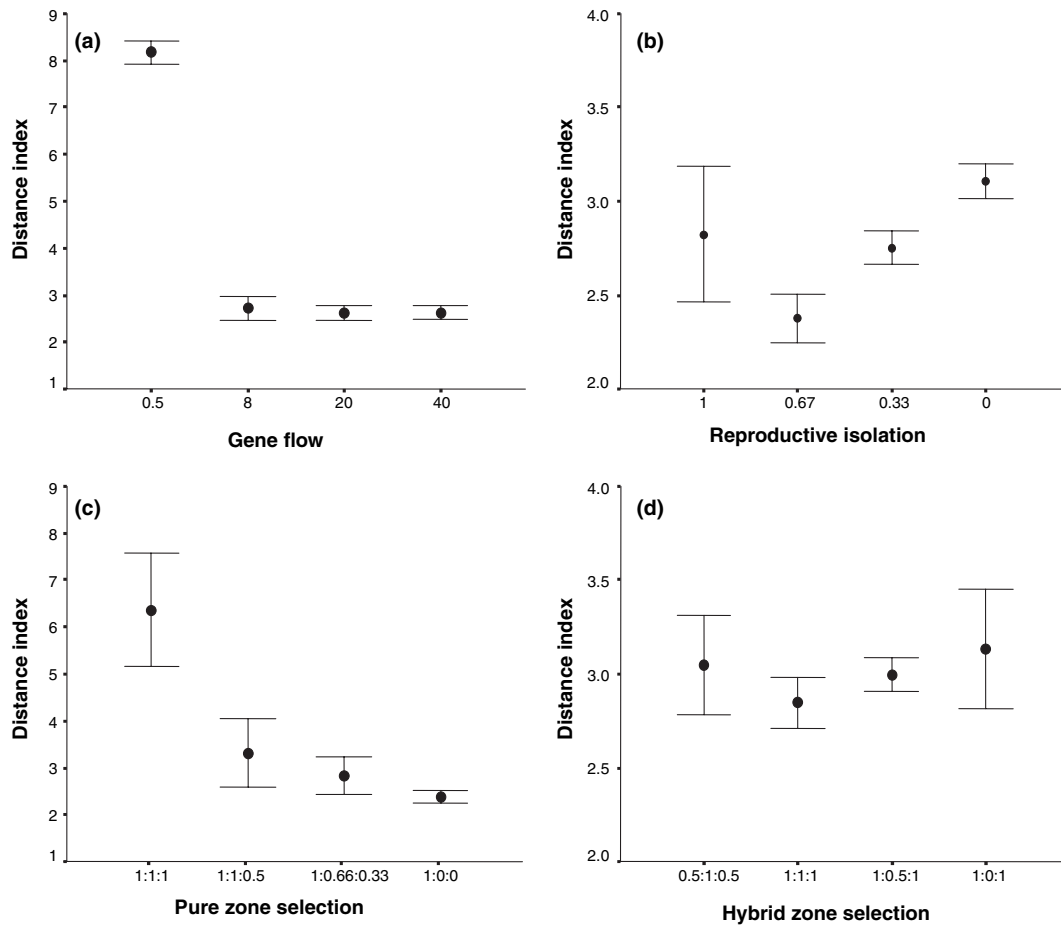 (a)
Distance index
9
8
7
6
5
4
3
2
1
0.5 8 20 40
Gene flow
(b)
Distance index
4.0
3.5
3.0
2.5
2.0
1 0.67 0.33 0
Reproductive isolation
(c)
Distance index
9
8
7
6
5
4
3
2
1
1:1:1 1:1:0.5 1:0.66:0.33 1:0:0
Pure zone selection
(d)
Distance index
4.0
3.5
3.0
2.5
2.0
0.5:1:0.5 1:1:1 1:0.5:1 1:0:1
Hybrid zone selection